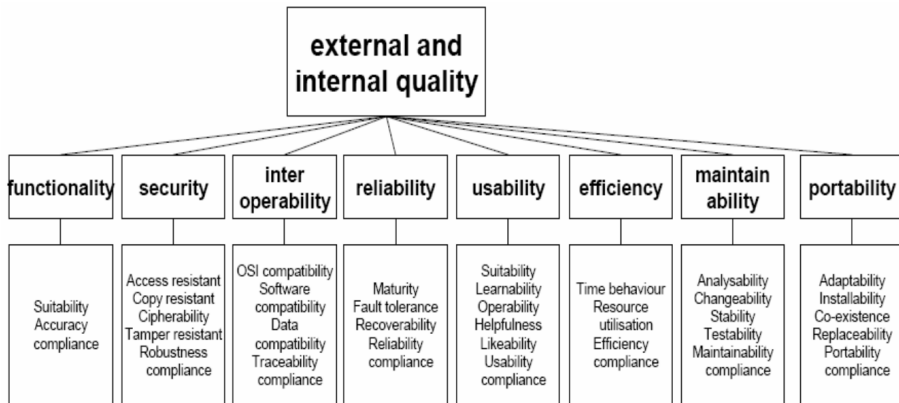 external and
internal quality
functionality
security
inter
operability
reliability
usability
efficiency
maintain
ability
portability
Suitability
Accuracy
compliance
Access resistant
Copy resistant
Cipherability
Tamper resistant
Robustness
compliance
OSI compatibility
Software
compatibility
Data
compatibility
Traceability
compliance
Maturity
Fault tolerance
Recoverability
Reliability
compliance
Suitability
Learnability
Operability
Helpfulness
Likeability
Usability
compliance
Time behaviour
Resource
utilisation
Efficiency
compliance
Analysability
Changeability
Stability
Testability
Maintainability
compliance
Adaptability
Installability
Co-existence
Replaceability
Portability
compliance